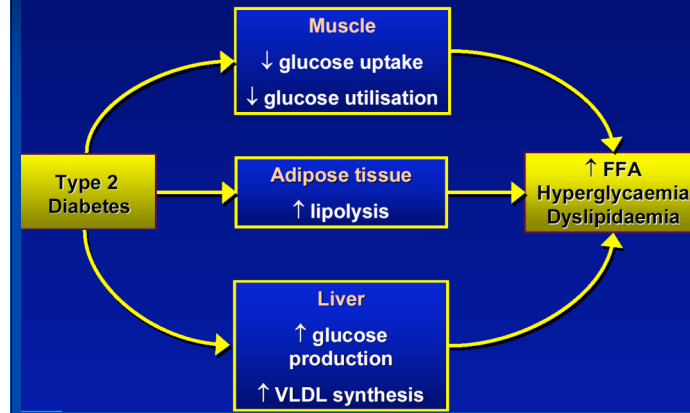 Muscle
↓ glucose uptake
↓ glucose utilisation
Type 2
Diabetes
Adipose tissue
↑ lipolysis
↑ FFA
Hyperglycaemia
Dyslipidaemia
Liver
↑ glucose
production
↑ VLDL synthesis